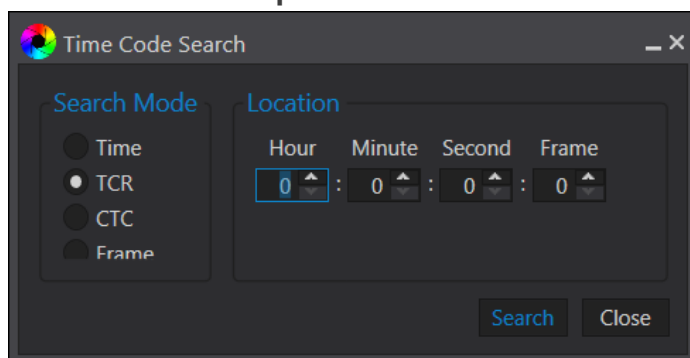 Time Code Search
Search Mode
Time
TCR
CTC
Frame
Location
Hour Minute Second Frame
0 : 0 : 0 : 0
Search Close